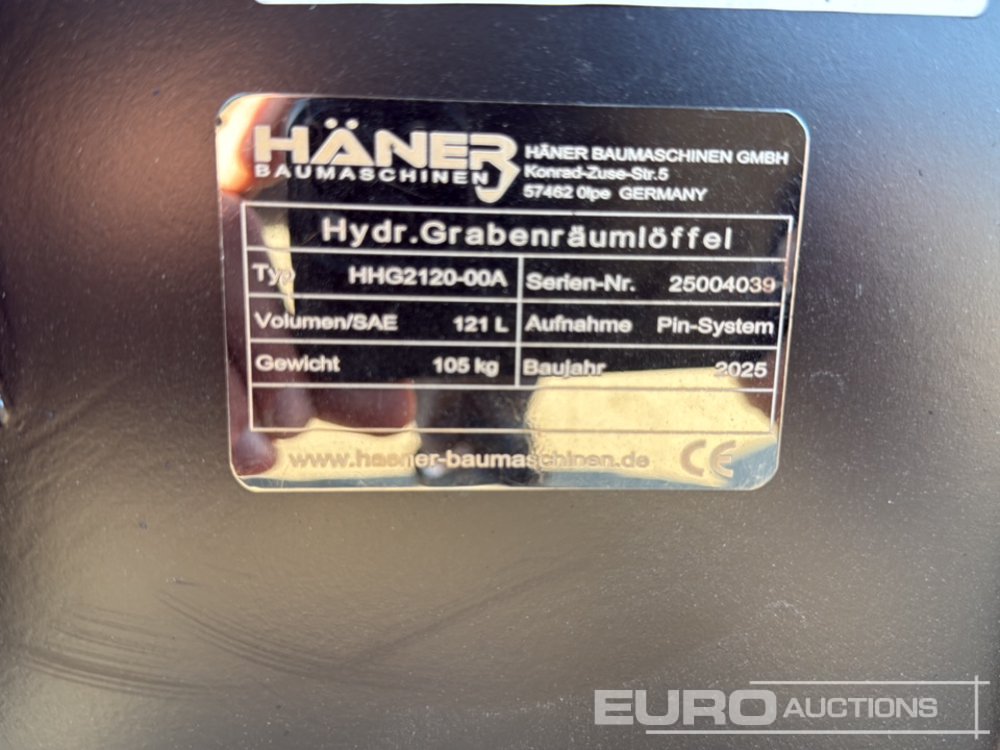 HÄNER
BAUMASCHINEN
HÄNER BAUMASCHINEN GMBH
Konrad-Zuse-Str.5
57462 Olpe GERMANY
Hydr.Grabenräumlöffel
Typ HHG2120-00A Serien-Nr. 25004039
Volumen/SAE 121 L Aufnahme Pin-System
Gewicht 105 kg Baujahr 2025
www.haener-baumaschinen.de CE
EURO AUCTIONS